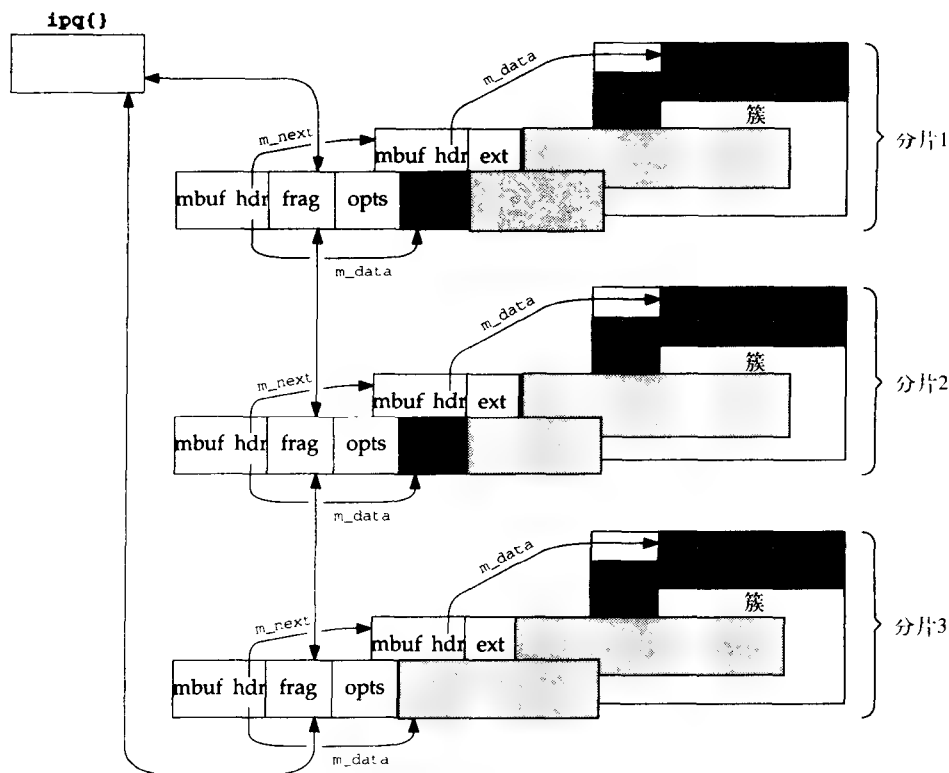 ipq{}
m_data
簇
分片1
m_next
mbuf hdr ext
mbuf hdr frag opts
m_data
m_data
簇
分片2
m_next
mbuf hdr ext
mbuf hdr frag opts
m_data
m_data
簇
分片3
m_next
mbuf hdr ext
mbuf hdr frag opts
m_data